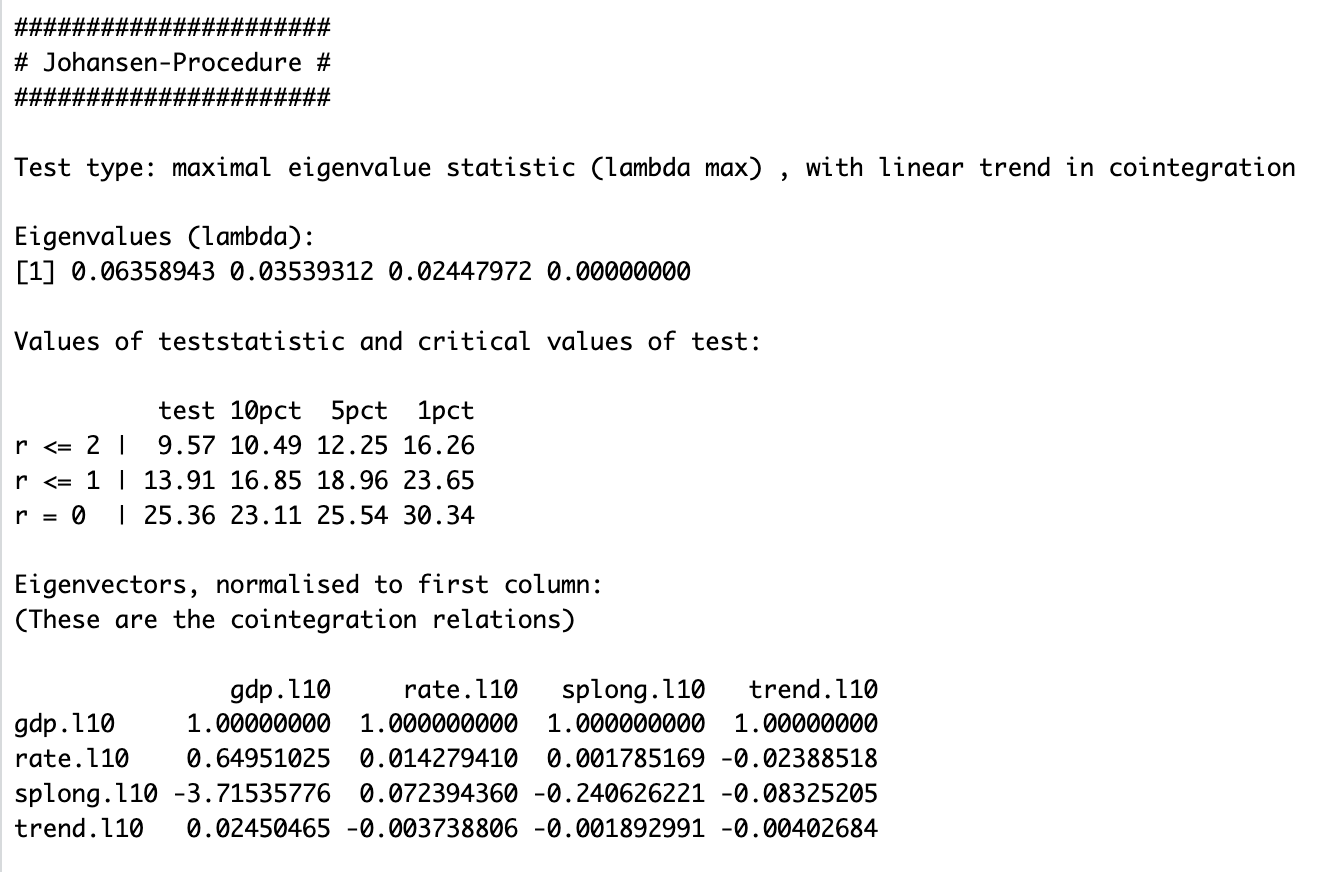 ######################
# Johansen-Procedure #
######################
Test type: maximal eigenvalue statistic (lambda max) , with linear trend in cointegration
Eigenvalues (lambda):
[1] 0.06358943 0.03539312 0.02447972 0.00000000
Values of teststatistic and critical values of test:
          test 10pct  5pct  1pct
r <= 2 |  9.57 10.49 12.25 16.26
r <= 1 | 13.91 16.85 18.96 23.65
r = 0  | 25.36 23.11 25.54 30.34
Eigenvectors, normalised to first column:
(These are the cointegration relations)
               gdp.l10     rate.l10   splong.l10   trend.l10
gdp.l10     1.00000000  1.000000000  1.000000000  1.00000000
rate.l10    0.64951025  0.014279410  0.001785169 -0.02388518
splong.l10 -3.71535776  0.072394360 -0.240626221 -0.08325205
trend.l10   0.02450465 -0.003738806 -0.001892991 -0.00402684